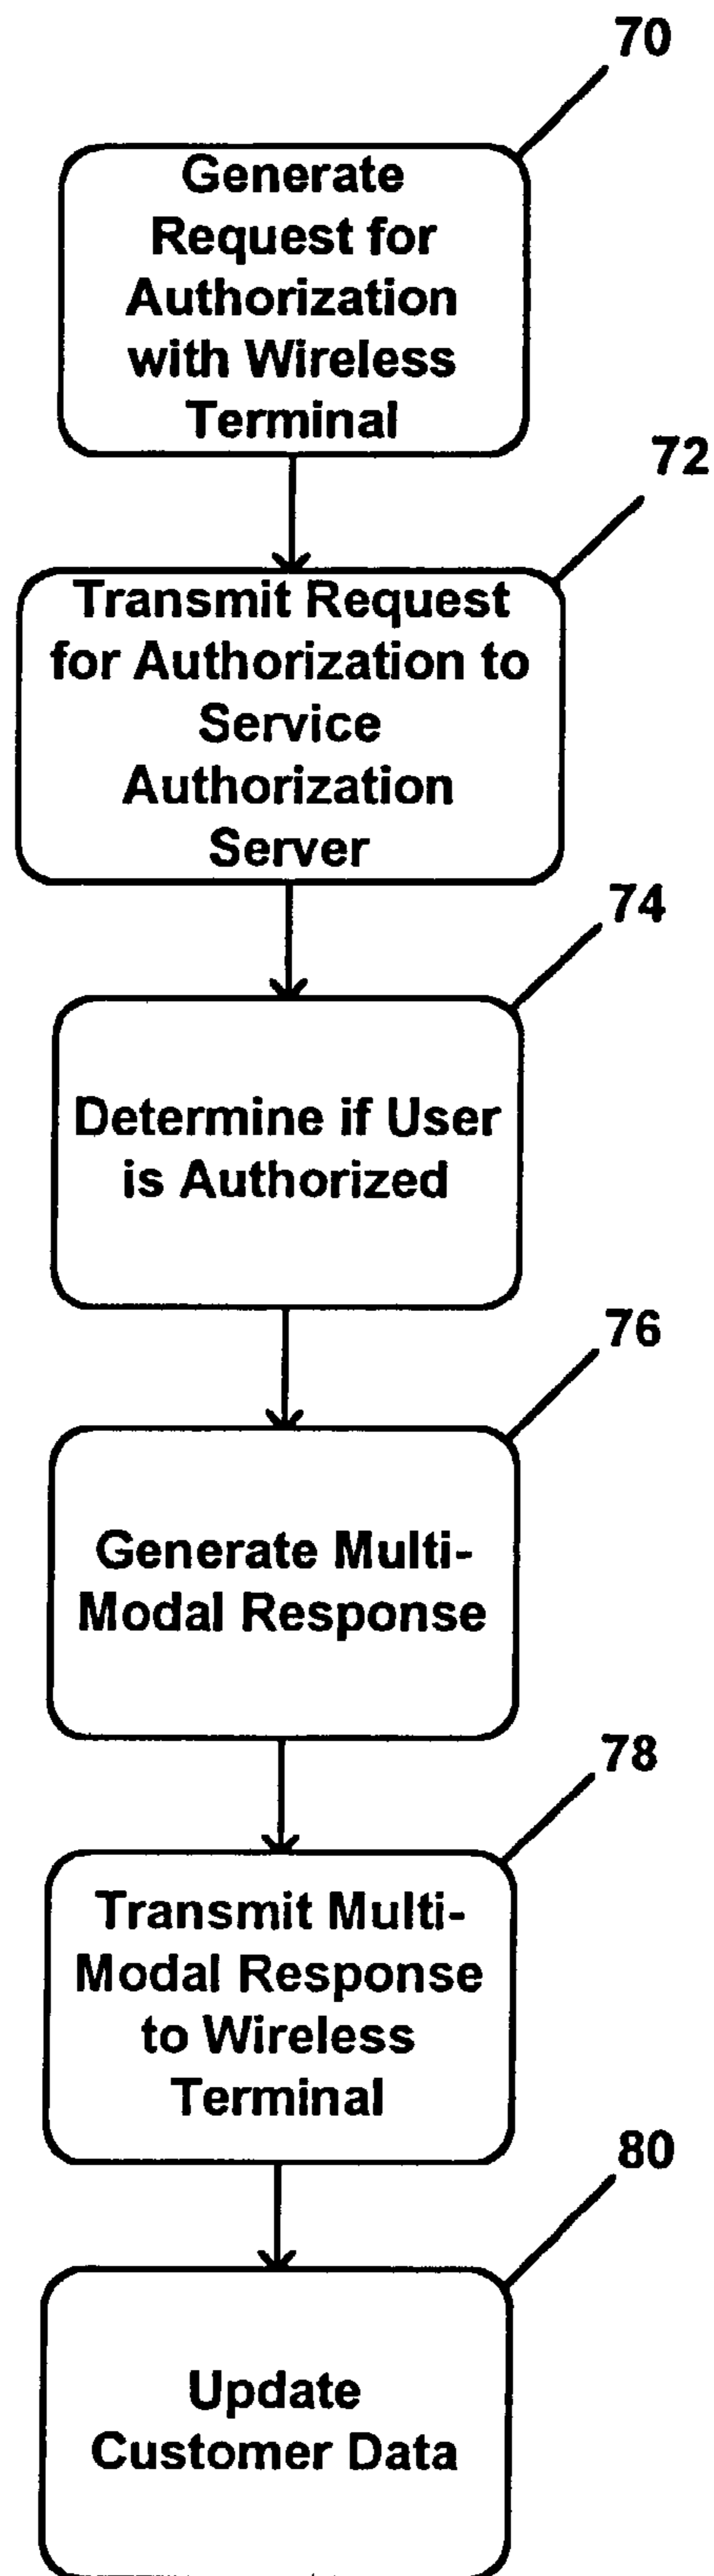 70
Generate
Request for
Authorization
with Wireless
Terminal
72
Transmit Request
for Authorization to
Service
Authorization
Server
74
Determine if User
is Authorized
76
Generate Multi-
Modal Response
78
Transmit Multi-
Modal Response
to Wireless
Terminal
80
Update
Customer Data